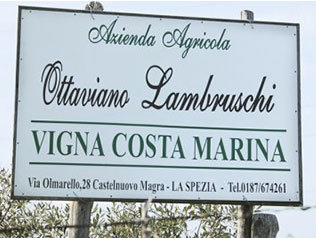 Azienda Agricola
Ottaviano Lambruschi
VIGNA COSTA MARINA
Via Olmarello,28 Castelnuovo Magra - LA SPEZIA - Tel.0187/674261